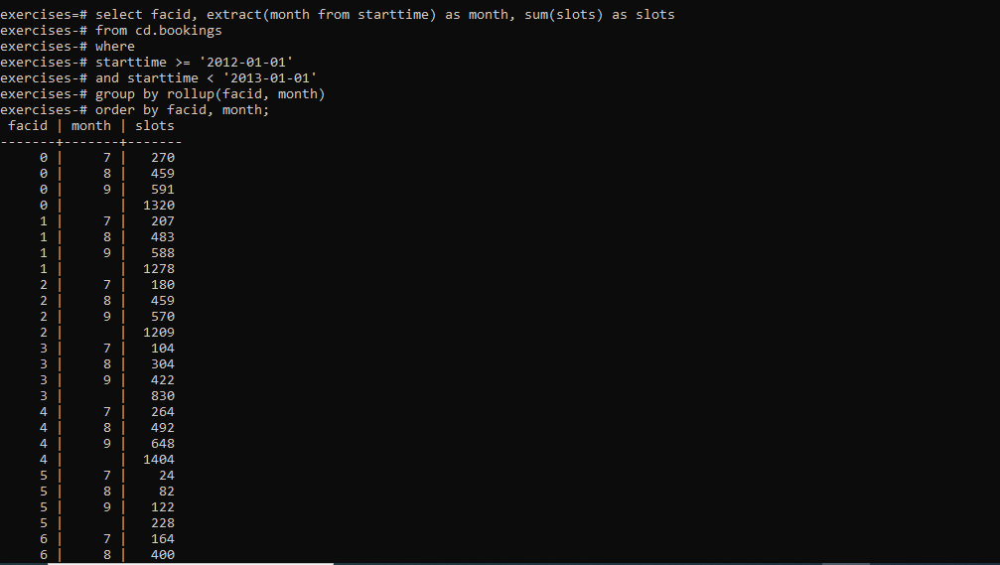 exercises=# select facid, extract(month from starttime) as month, sum(slots) as slots
exercises-# from cd.bookings
exercises-# where
exercises-# starttime >= '2012-01-01'
exercises-# and starttime < '2013-01-01'
exercises-# group by rollup(facid, month)
exercises-# order by facid, month;
 facid | month | slots
-------+-------+-------
     0 |     7 |   270
     0 |     8 |   459
     0 |     9 |   591
     0 |       |  1320
     1 |     7 |   207
     1 |     8 |   483
     1 |     9 |   588
     1 |       |  1278
     2 |     7 |   180
     2 |     8 |   459
     2 |     9 |   570
     2 |       |  1209
     3 |     7 |   104
     3 |     8 |   304
     3 |     9 |   422
     3 |       |   830
     4 |     7 |   264
     4 |     8 |   492
     4 |     9 |   648
     4 |       |  1404
     5 |     7 |    24
     5 |     8 |    82
     5 |     9 |   122
     5 |       |   228
     6 |     7 |   164
     6 |     8 |   400